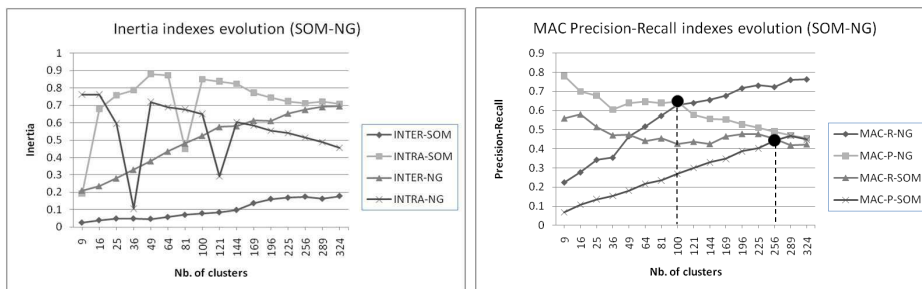 Inertia indexes evolution (SOM-NG)
1
0.9
0.8
0.7
0.6
0.5
0.4
0.3
0.2
0.1
0
Inertia
9 16 25 36 49 64 81 100 121 144 169 196 225 256 289 324
Nb. of clusters
INTER-SOM
INTRA-SOM
INTER-NG
INTRA-NG
MAC Precision-Recall indexes evolution (SOM-NG)
0.9
0.8
0.7
0.6
0.5
0.4
0.3
0.2
0.1
0
Precision-Recall
9 16 25 36 49 64 81 100 121 144 169 196 225 256 289 324
Nb. of clusters
MAC-R-NG
MAC-P-NG
MAC-R-SOM
MAC-P-SOM